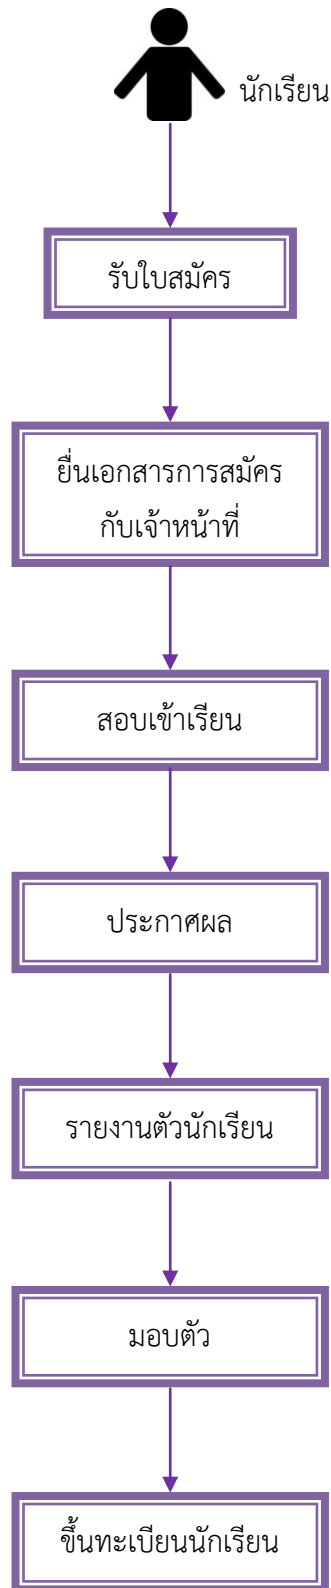 นักเรียน
รับใบสมัคร
ยื่นเอกสารการสมัคร
กับเจ้าหน้าที่
สอบเข้าเรียน
ประกาศผล
รายงานตัวนักเรียน
มอบตัว
ขึ้นทะเบียนนักเรียน